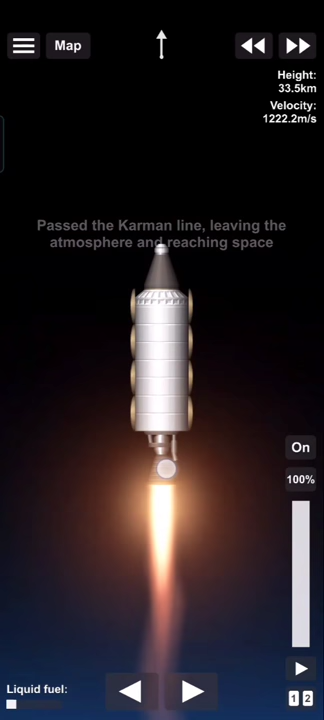 Map
Height:
33.5km
Velocity:
1222.2m/s
Passed the Karman line, leaving the
atmosphere and reaching space
On
100%
Liquid fuel:
1 2